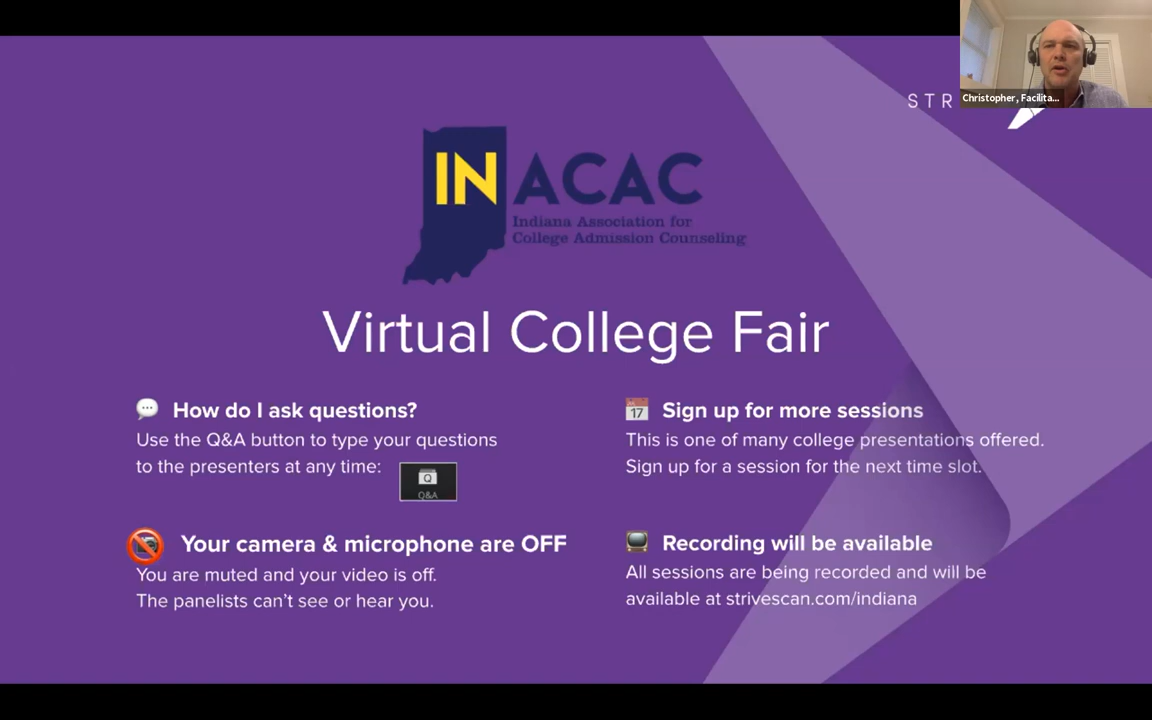 STR
Christopher, Facilita...
INACAC
Indiana Association for
College Admission Counseling
Virtual College Fair
How do I ask questions?
Use the Q&A button to type your questions
to the presenters at any time:
Q
Q&A
Sign up for more sessions
17
This is one of many college presentations offered.
Sign up for a session for the next time slot.
Your camera & microphone are OFF
You are muted and your video is off.
The panelists can't see or hear you.
Recording will be available
All sessions are being recorded and will be
available at strivescan.com/indiana